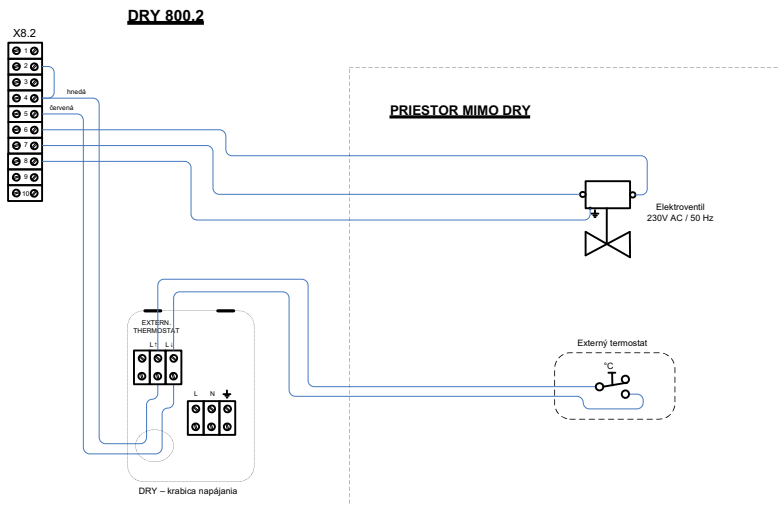 DRY 800.2
X8.2
1
2
3
4
5
6
7
8
9
10
hnedá
červená
PRIESTOR MIMO DRY
Elektroventil
230V AC / 50 Hz
EXTERN.
THERMOSTAT
L↑ L↓
L N
DRY – krabica napájania
Externý termostat
°C